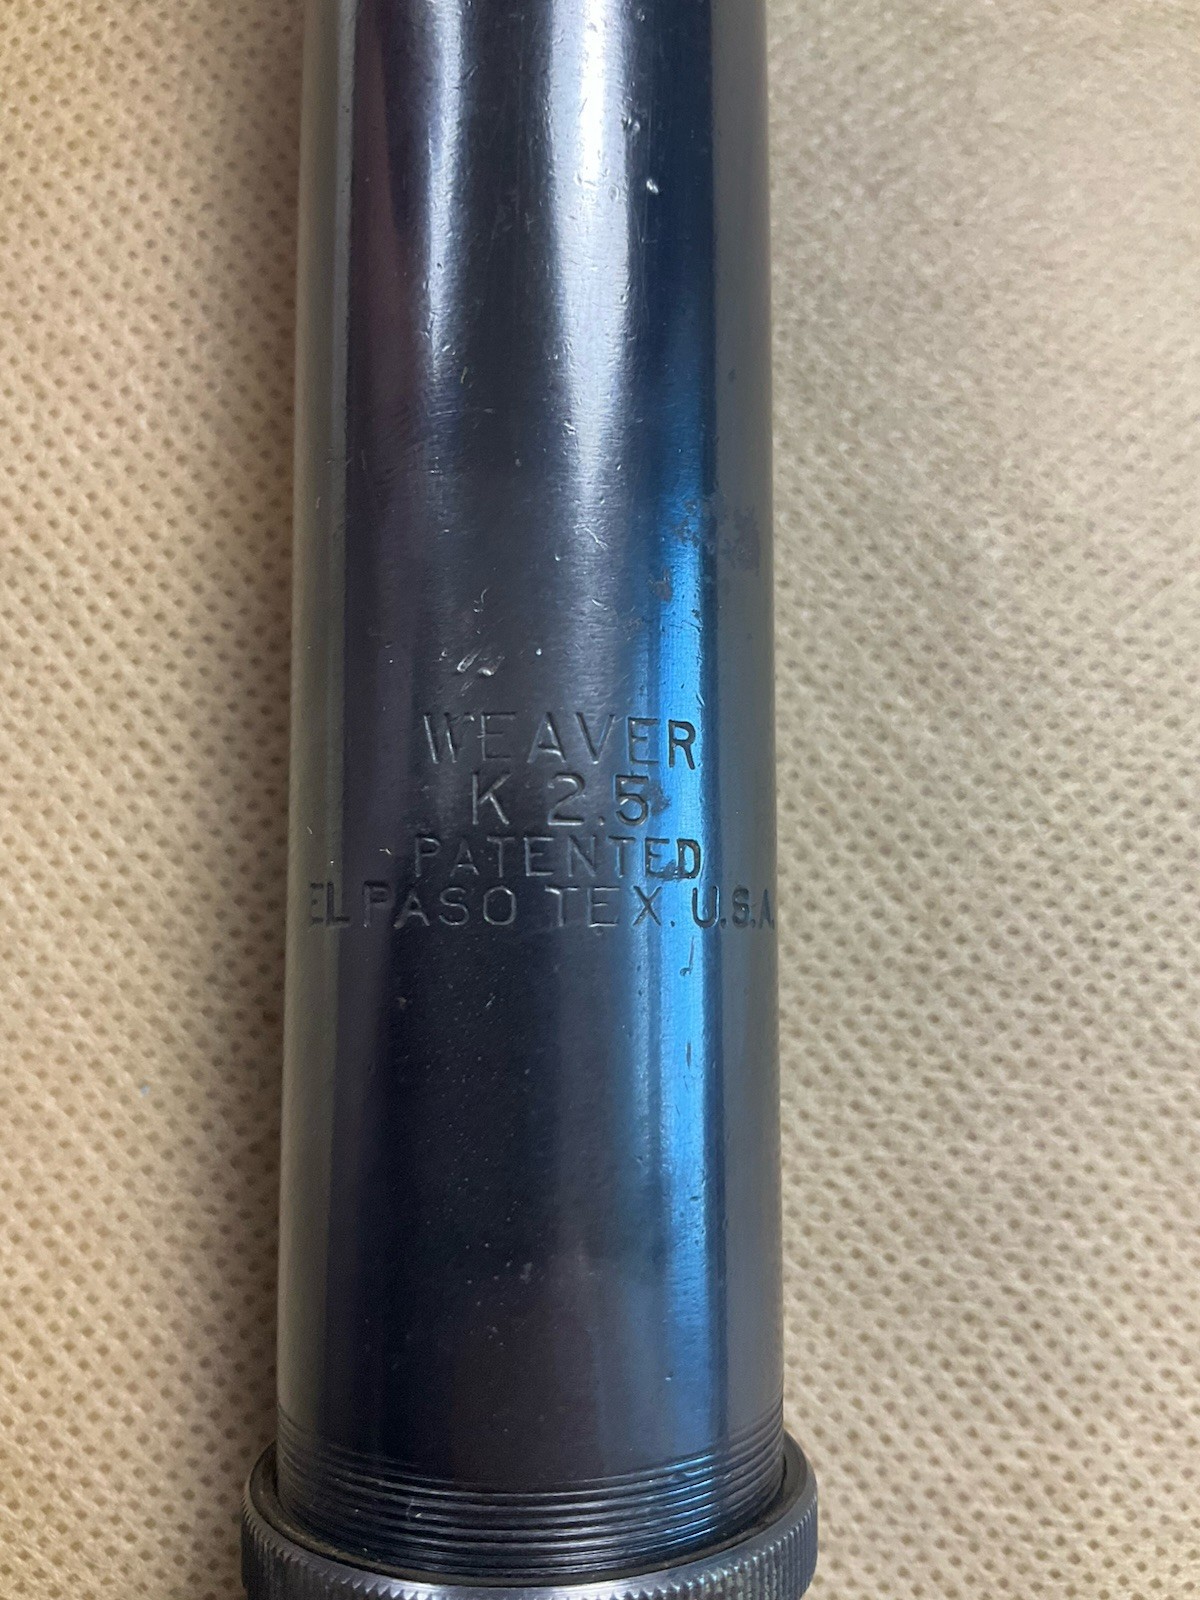 WEAVER
K 2.5
PATENTED
EL PASO TEX. U.S.A.